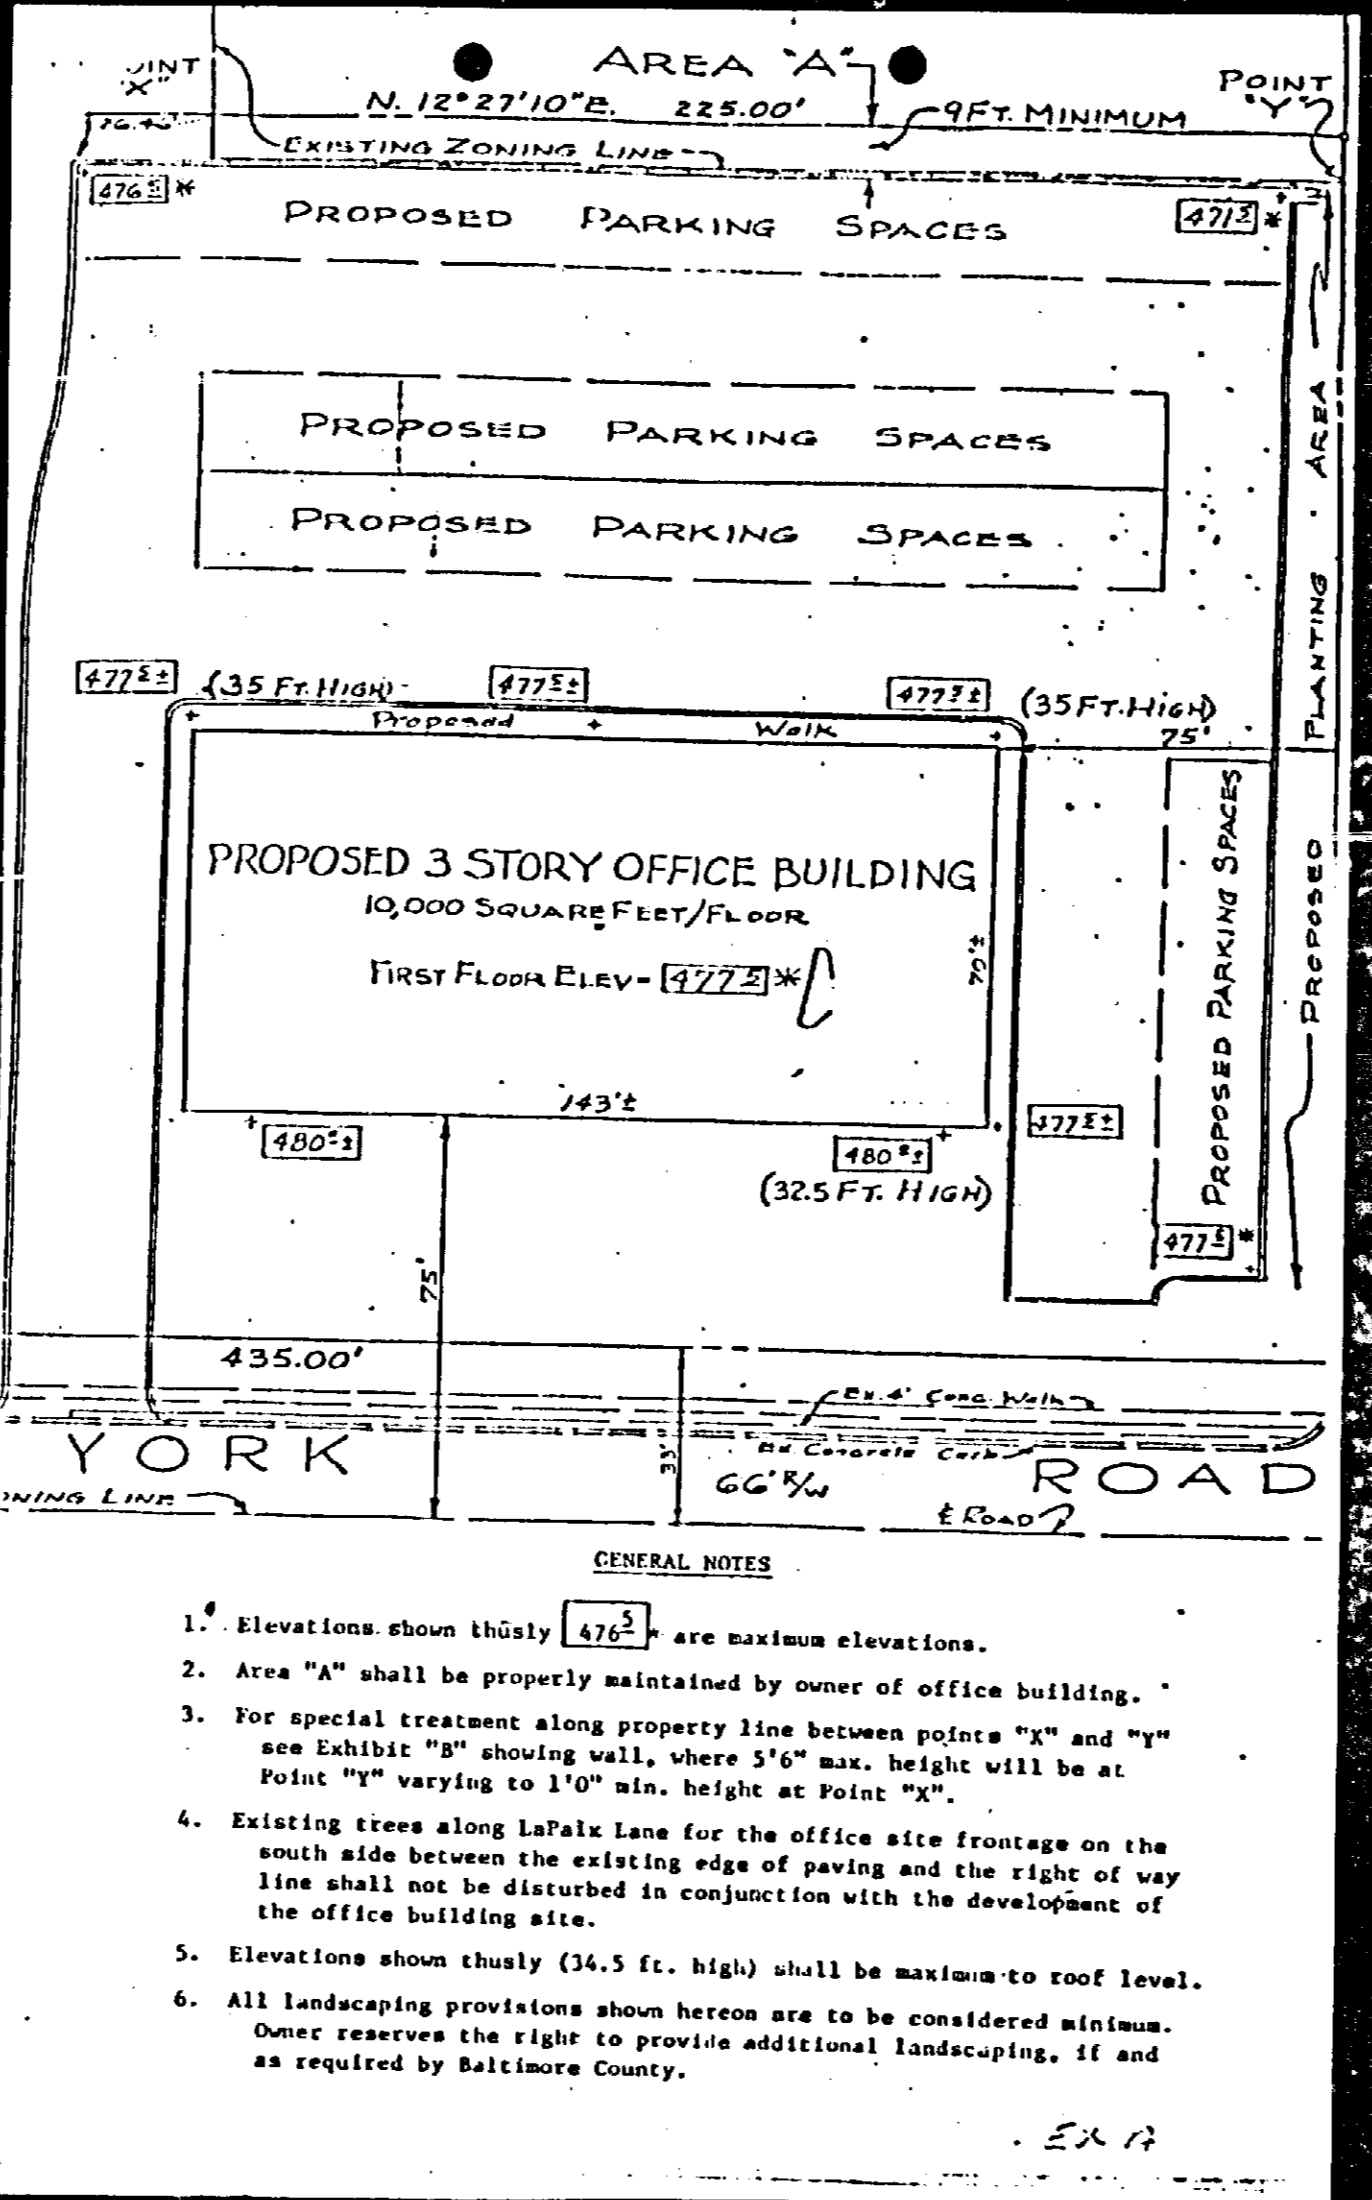 AREA "A"
"X"
POINT
"Y"
N. 12°27'10"E. 225.00'
9 FT. MINIMUM
EXISTING ZONING LINE
476 5 *
PROPOSED PARKING SPACES
471 5 *
PROPOSED PARKING SPACES
PROPOSED PARKING SPACES
PROPOSED PLANTING AREA
477 5 ±
(35 FT. HIGH)
477 5 ±
477 5 ±
(35 FT. HIGH)
Proposed Walk
75'
PROPOSED 3 STORY OFFICE BUILDING
10,000 SQUARE FEET/FLOOR
FIRST FLOOR ELEV- 477 5 *
70'±
PROPOSED PARKING SPACES
143'±
480 ±
480 ±
477 5 ±
(32.5 FT. HIGH)
477 5 *
75'
435.00'
Ex. 4' Conc. Walk
Ex. Concrete Curb
YORK ROAD
33'
66' R/W
ZONING LINE
℄ ROAD
GENERAL NOTES
1. Elevations shown thusly 476 5 * are maximum elevations.
2. Area "A" shall be properly maintained by owner of office building.
3. For special treatment along property line between points "X" and "Y"
see Exhibit "B" showing wall, where 5'6" max. height will be at
Point "Y" varying to 1'0" min. height at Point "X".
4. Existing trees along LaPaix Lane for the office site frontage on the
south side between the existing edge of paving and the right of way
line shall not be disturbed in conjunction with the development of
the office building site.
5. Elevations shown thusly (34.5 ft. high) shall be maximum to roof level.
6. All landscaping provisions shown hereon are to be considered minimum.
Owner reserves the right to provide additional landscaping, if and
as required by Baltimore County.
EX A